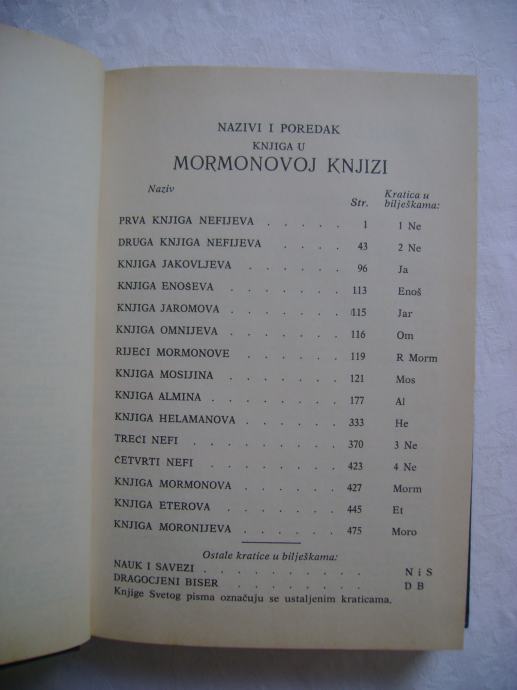 NAZIVI I POREDAK
KNJIGA U
MORMONOVOJ KNJIZI
Naziv Str. Kratica u bilješkama:
PRVA KNJIGA NEFIJEVA . . . . . 1 1 Ne
DRUGA KNJIGA NEFIJEVA . . . . 43 2 Ne
KNJIGA JAKOVLJEVA . . . . . . 96 Ja
KNJIGA ENOŠEVA . . . . . . . 113 Enoš
KNJIGA JAROMOVA . . . . . . 115 Jar
KNJIGA OMNIJEVA . . . . . . . 116 Om
RIJEČI MORMONOVE . . . . . . 119 R Morm
KNJIGA MOSIJINA . . . . . . . 121 Mos
KNJIGA ALMINA . . . . . . . . 177 Al
KNJIGA HELAMANOVA . . . . . 333 He
TREĆI NEFI . . . . . . . . . 370 3 Ne
ČETVRTI NEFI . . . . . . . . 423 4 Ne
KNJIGA MORMONOVA . . . . . . 427 Morm
KNJIGA ETEROVA . . . . . . . 445 Et
KNJIGA MORONIJEVA . . . . . . 475 Moro
Ostale kratice u bilješkama:
NAUK I SAVEZI . . . . . . . . . . N i S
DRAGOCJENI BISER . . . . . . . . D B
Knjige Svetog pisma označuju se ustaljenim kraticama.